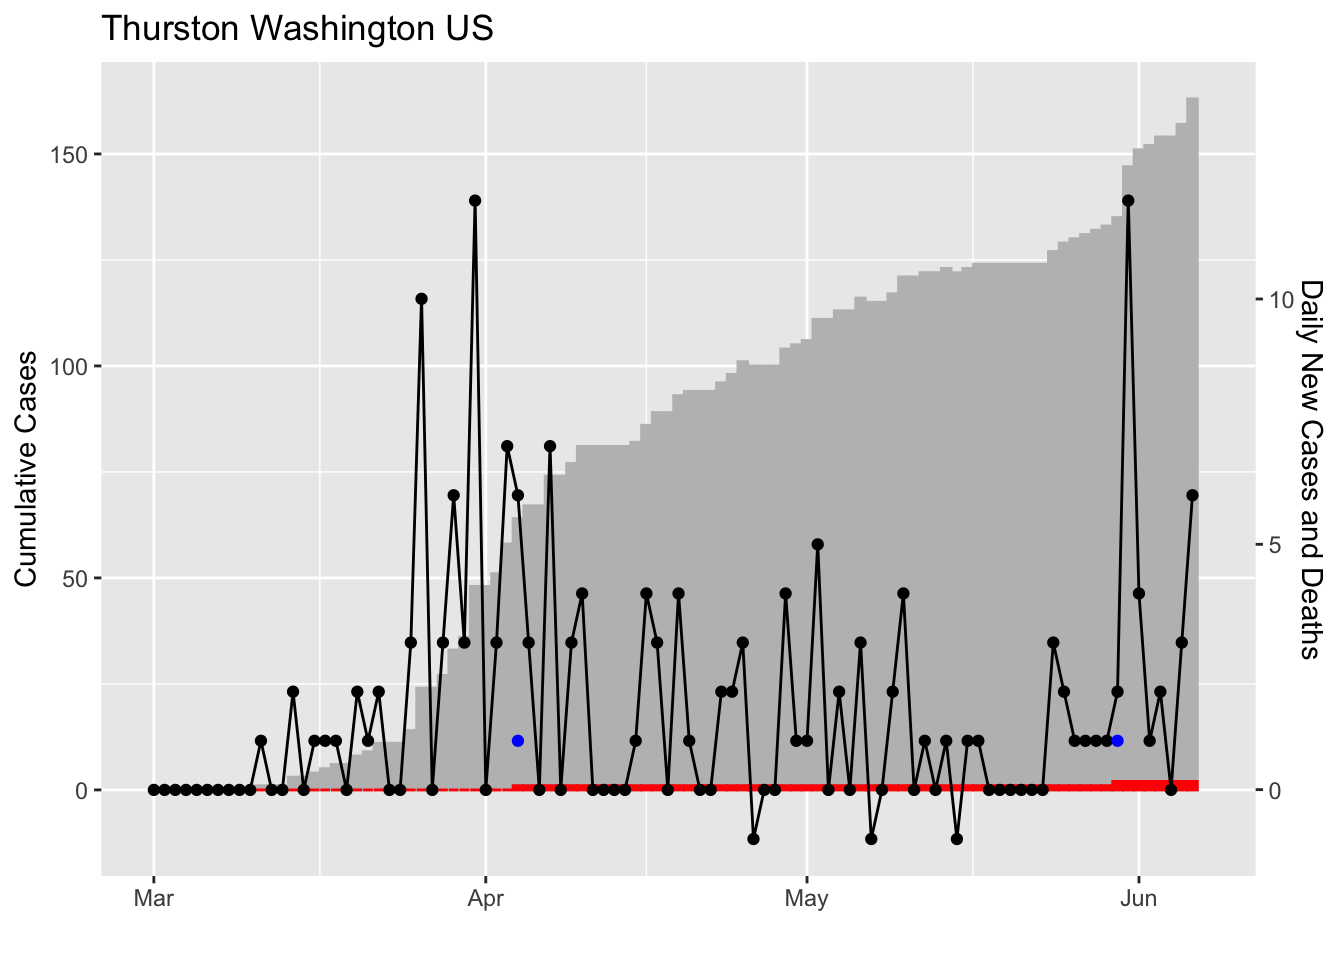 Thurston Washington US
150
100
50
0
Cumulative Cases
10
5
0
Daily New Cases and Deaths
Mar
Apr
May
Jun